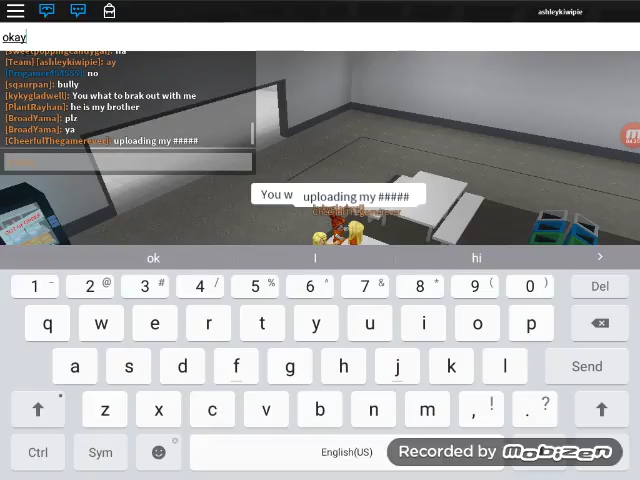 ashleykiwipie
okay
[Team] [ashleykiwipie]: ay
no
[sqaurpan]: bully
[kykygladwell]: You what to brak out with me
[PlantRayhan]: he is my brother
[BroadYama]: plz
[BroadYama]: ya
[CheerfulThegamerever]: uploading my #####
You w
uploading my #####
ok
I
hi
>
1 - 2 @ 3 # 4 / 5 % 6 ^ 7 & 8 * 9 ( 0 ) Del
q w e r t y u i o p
a s d f g h j k l Send
z x c v b n m , ! . ?
Ctrl Sym English(US)
Recorded by Mobizen